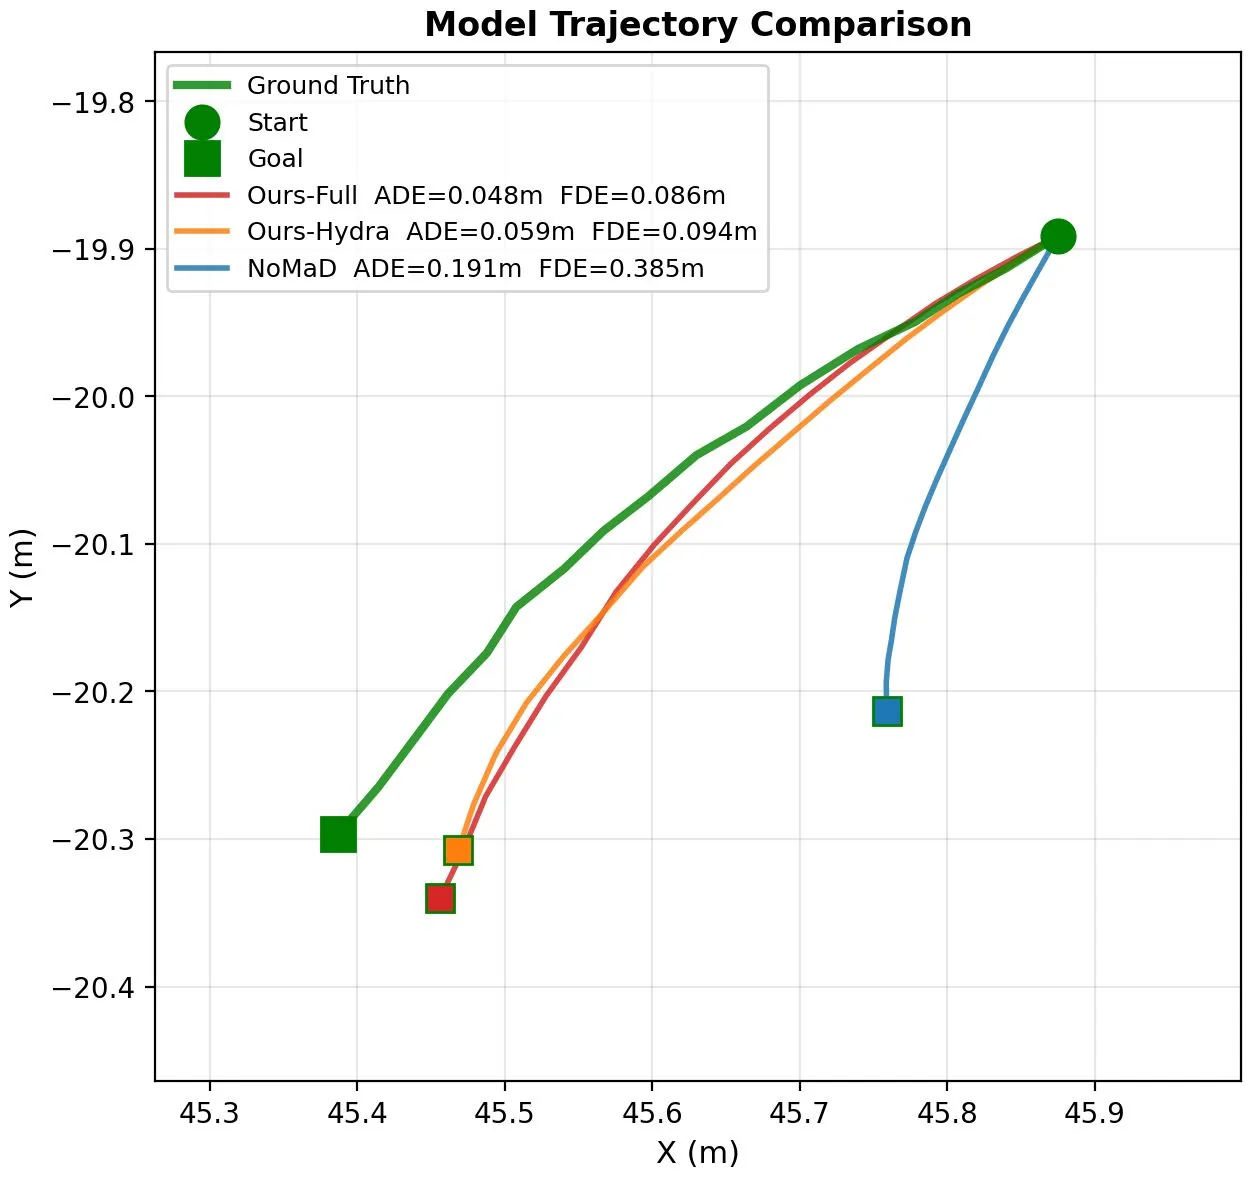 Model Trajectory Comparison
Ground Truth
Start
Goal
Ours-Full  ADE=0.048m  FDE=0.086m
Ours-Hydra  ADE=0.059m  FDE=0.094m
NoMaD  ADE=0.191m  FDE=0.385m
−19.8
−19.9
−20.0
−20.1
−20.2
−20.3
−20.4
Y (m)
45.3 45.4 45.5 45.6 45.7 45.8 45.9
X (m)